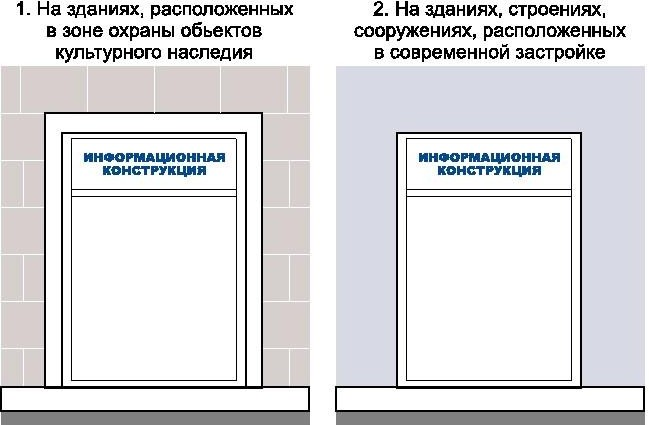 1. На зданиях, расположенных
в зоне охраны обьектов
культурного наследия
ИНФОРМАЦИОННАЯ
КОНСТРУКЦИЯ
2. На зданиях, строениях,
сооружениях, расположенных
в современной застройке
ИНФОРМАЦИОННАЯ
КОНСТРУКЦИЯ